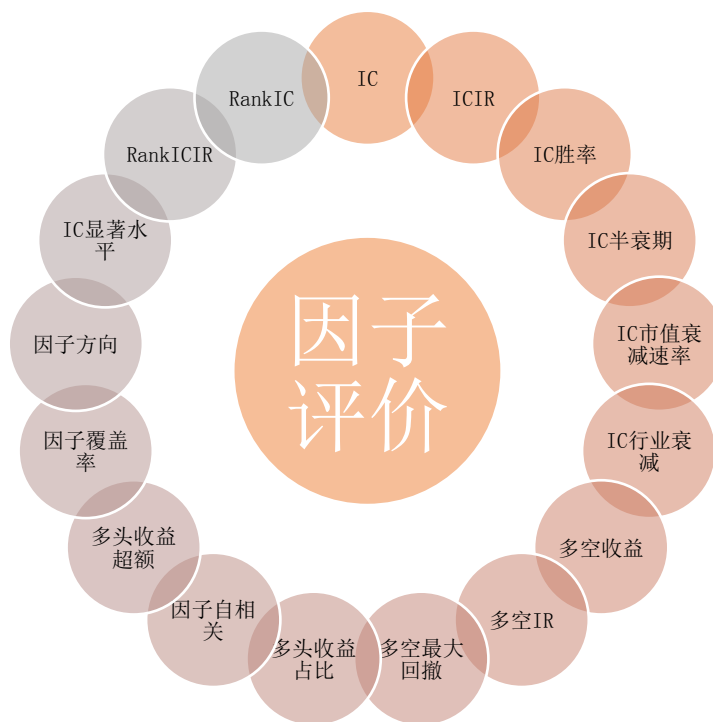 IC
ICIR
IC胜率
IC半衰期
IC市值衰
减速率
IC行业衰
减
多空收益
多空IR
多空最大
回撤
多头收益
占比
因子自相
关
多头收益
超额
因子覆盖
率
因子方向
IC显著水
平
RankICIR
RankIC
因子
评价